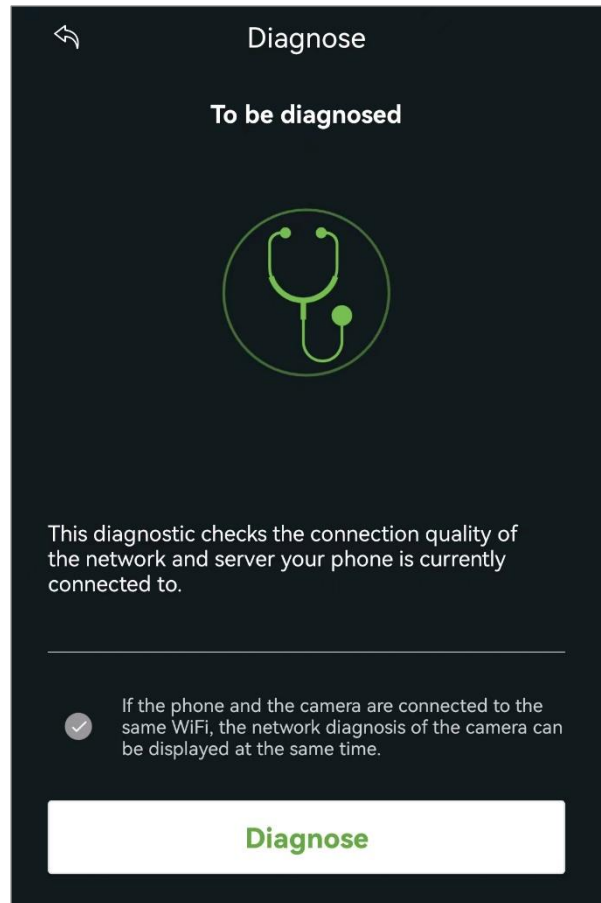 Diagnose
To be diagnosed
This diagnostic checks the connection quality of
the network and server your phone is currently
connected to.
If the phone and the camera are connected to the
same WiFi, the network diagnosis of the camera can
be displayed at the same time.
Diagnose